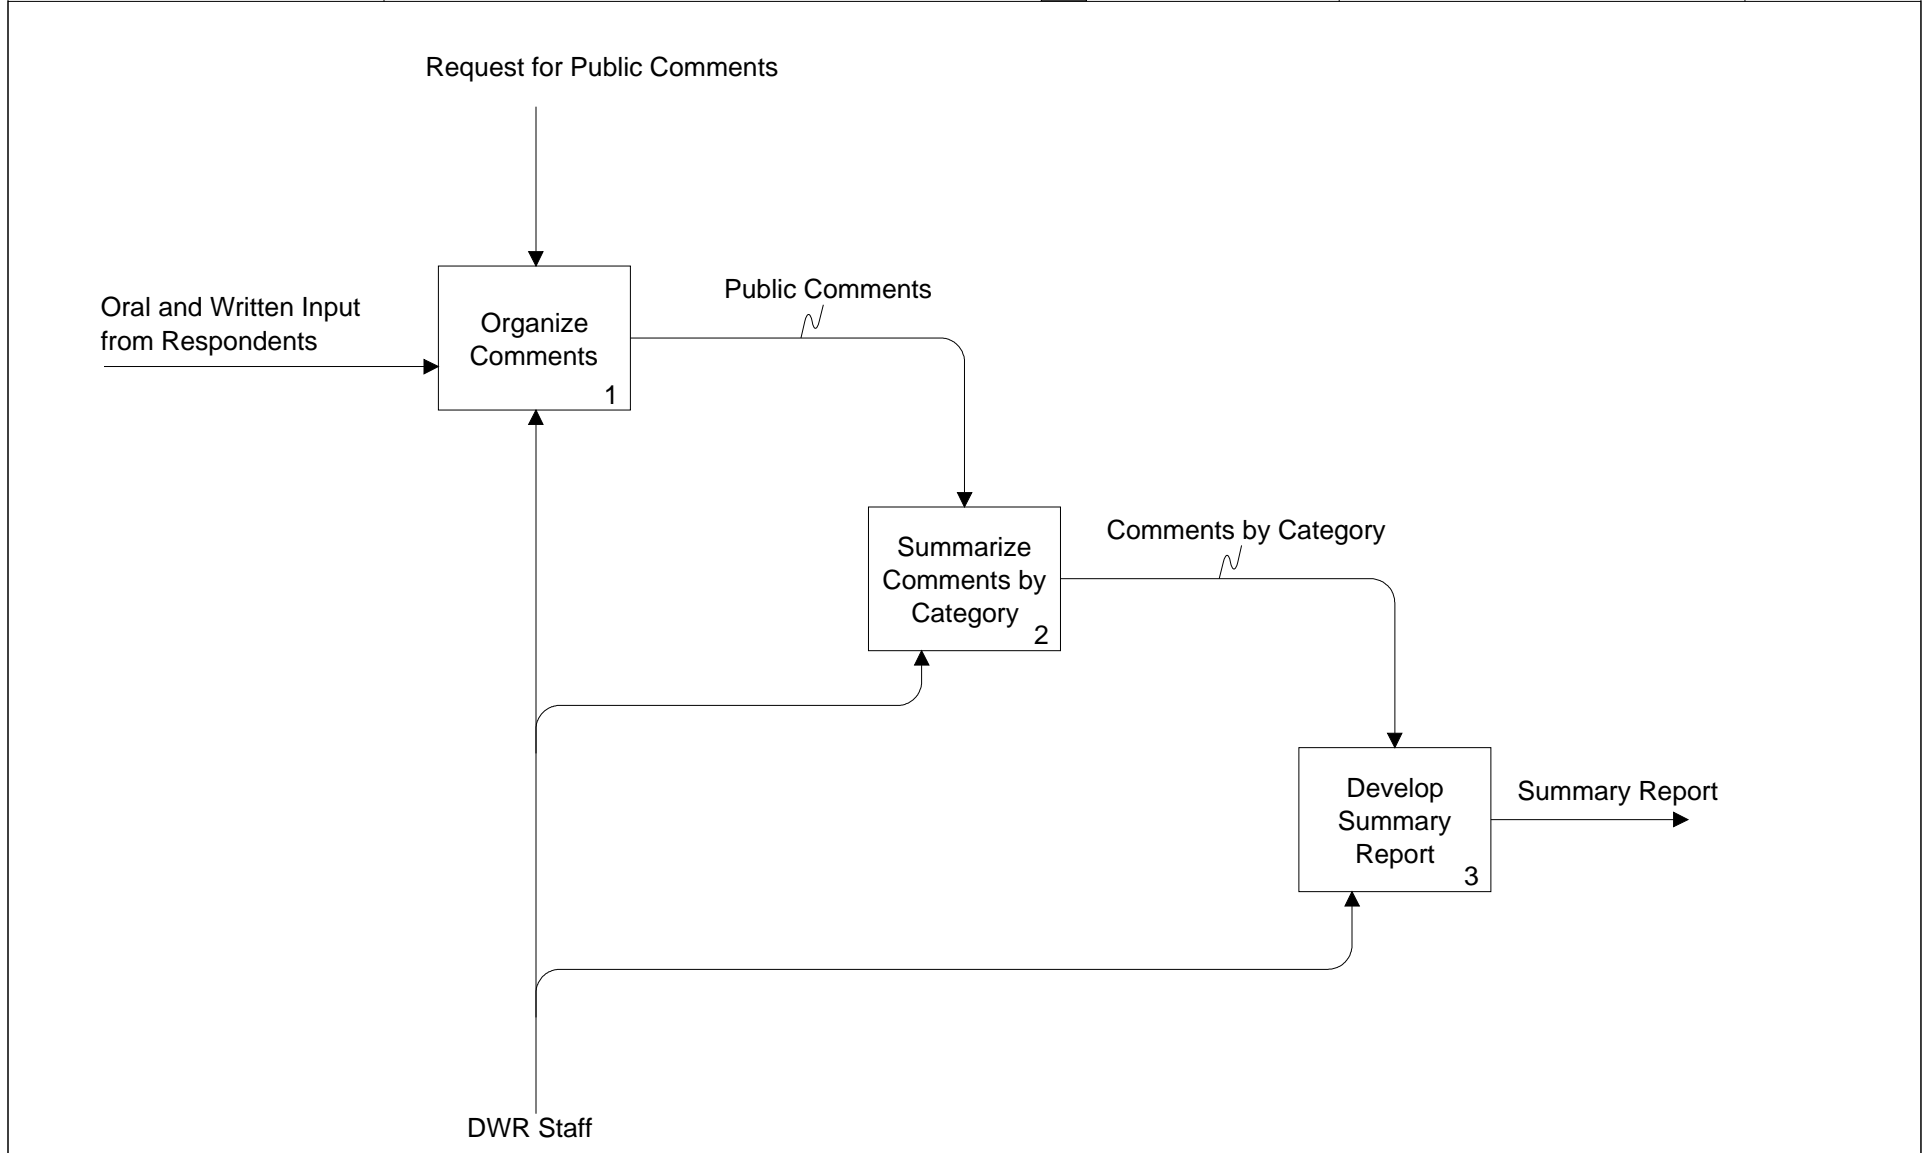 Request for Public Comments
Oral and Written Input
from Respondents
Organize
Comments
1
Public Comments
Summarize
Comments by
Category
2
Comments by Category
Develop
Summary
Report
3
Summary Report
DWR Staff